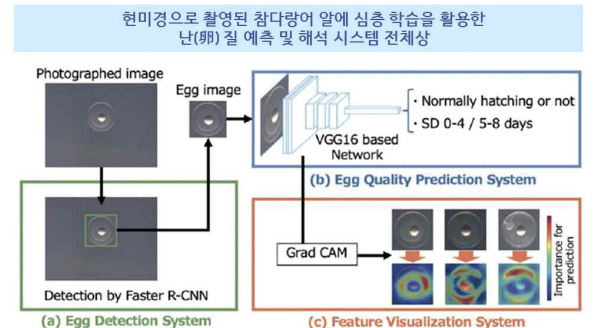 현미경으로 촬영된 참다랑어 알에 심층 학습을 활용한
난(卵) 질 예측 및 해석 시스템 전체상
Photographed image
Egg image
VGG16 based
Network
· Normally hatching or not
· SD 0-4 / 5-8 days
(b) Egg Quality Prediction System
Detection by Faster R-CNN
(a) Egg Detection System
Grad CAM
Importance for
prediction
(c) Feature Visualization System